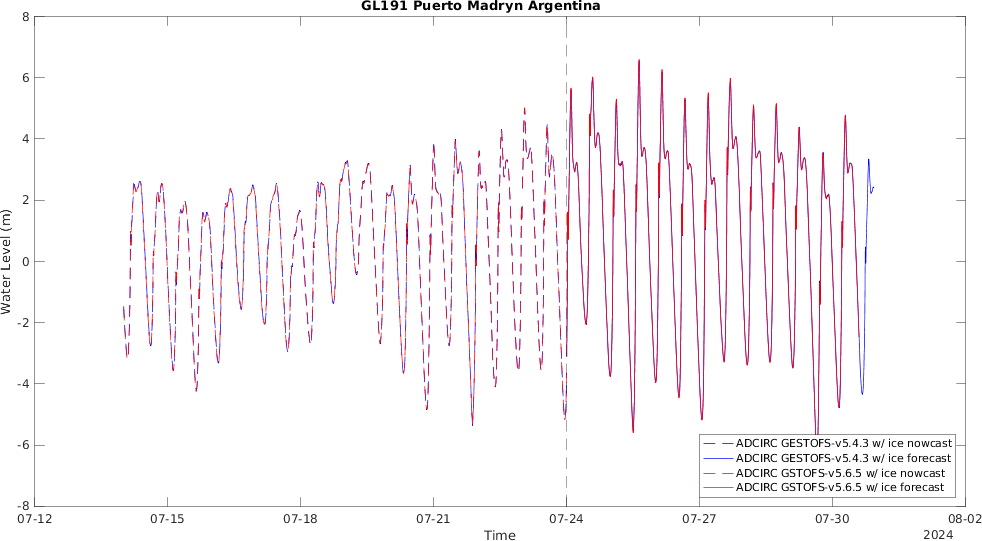 GL191 Puerto Madryn Argentina
8
6
4
2
0
-2
-4
-6
-8
Water Level (m)
ADCIRC GESTOFS-v5.4.3 w/ ice nowcast
ADCIRC GESTOFS-v5.4.3 w/ ice forecast
ADCIRC GSTOFS-v5.6.5 w/ ice nowcast
ADCIRC GSTOFS-v5.6.5 w/ ice forecast
07-12 07-15 07-18 07-21 07-24 07-27 07-30 08-02
Time
2024